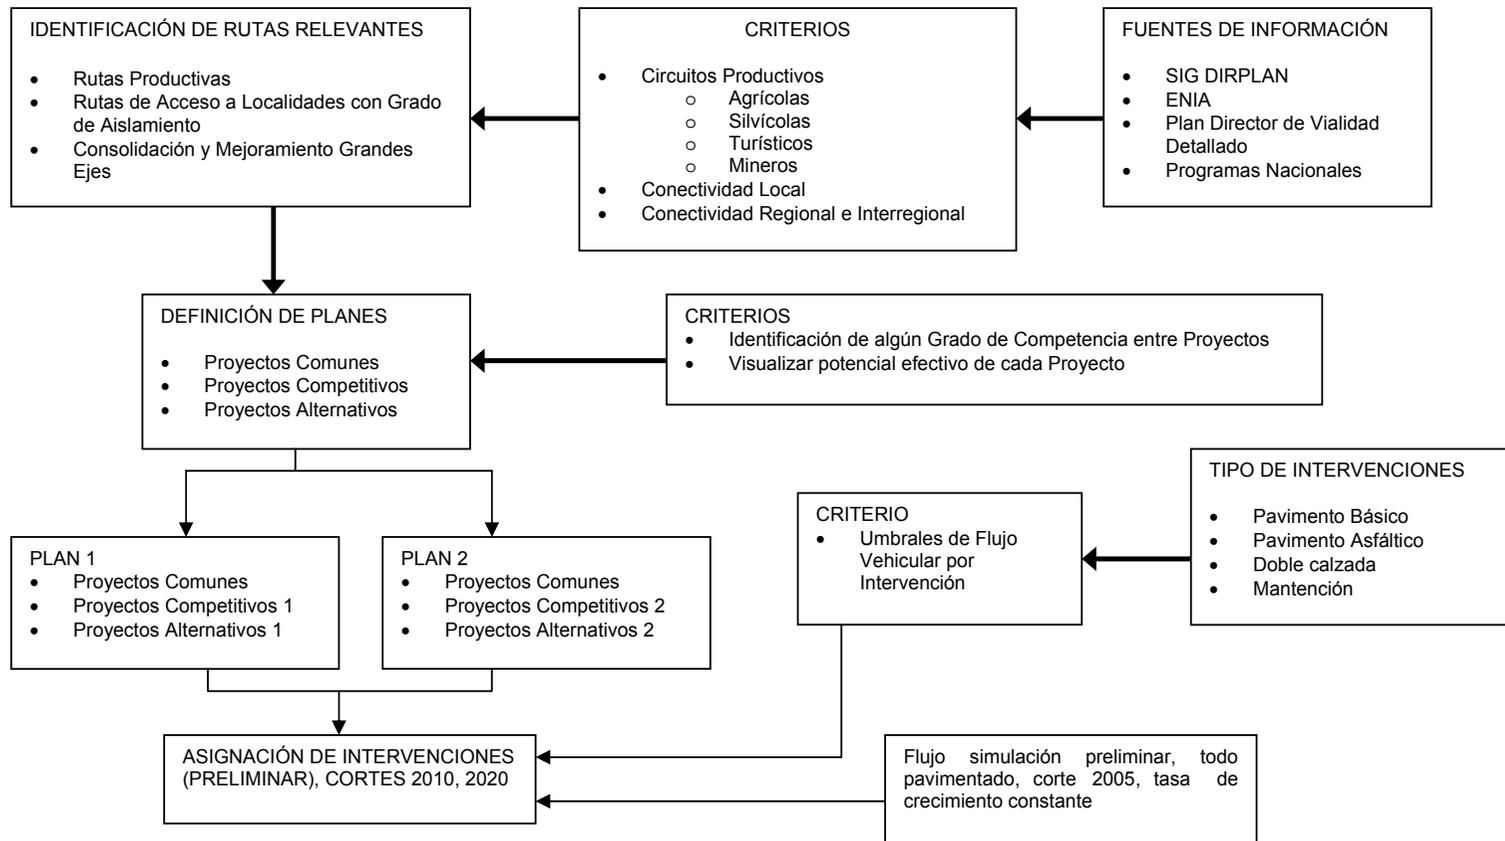 IDENTIFICACIÓN DE RUTAS RELEVANTES
• Rutas Productivas
• Rutas de Acceso a Localidades con Grado
de Aislamiento
• Consolidación y Mejoramiento Grandes
Ejes
CRITERIOS
• Circuitos Productivos
o Agrícolas
o Silvícolas
o Turísticos
o Mineros
• Conectividad Local
• Conectividad Regional e Interregional
FUENTES DE INFORMACIÓN
• SIG DIRPLAN
• ENIA
• Plan Director de Vialidad
Detallado
• Programas Nacionales
DEFINICIÓN DE PLANES
• Proyectos Comunes
• Proyectos Competitivos
• Proyectos Alternativos
CRITERIOS
• Identificación de algún Grado de Competencia entre Proyectos
• Visualizar potencial efectivo de cada Proyecto
PLAN 1
• Proyectos Comunes
• Proyectos Competitivos 1
• Proyectos Alternativos 1
PLAN 2
• Proyectos Comunes
• Proyectos Competitivos 2
• Proyectos Alternativos 2
CRITERIO
• Umbrales de Flujo
Vehicular por
Intervención
TIPO DE INTERVENCIONES
• Pavimento Básico
• Pavimento Asfáltico
• Doble calzada
• Mantención
ASIGNACIÓN DE INTERVENCIONES
(PRELIMINAR), CORTES 2010, 2020
Flujo simulación preliminar, todo
pavimentado, corte 2005, tasa de
crecimiento constante